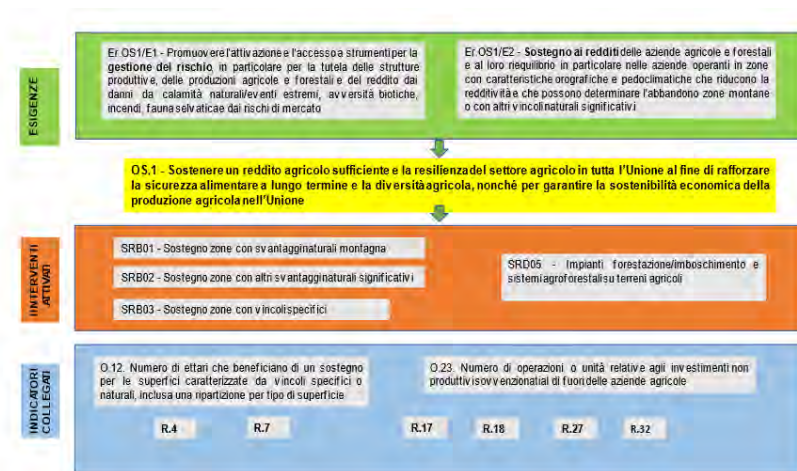 ESIGENZE
Er.OS1/E1 - Promuovere l'attivazione e l'accesso a strumenti per la
gestione del rischio, in particolare per la tutela delle strutture
produttive, delle produzioni agricole e forestali e del reddito dai
danni da calamità naturali/eventi estremi, avversità biotiche,
incendi, fauna selvatica e dai rischi di mercato
Er.OS1/E2 - Sostegno ai redditi delle aziende agricole e forestali
e al loro riequilibrio in particolare nelle aziende operanti in zone
con caratteristiche orografiche e pedoclimatiche che riducono la
redditività e che possono determinare l'abbandono zone montane
o con altri vincoli naturali significativi
OS.1 - Sostenere un reddito agricolo sufficiente e la resilienza del settore agricolo in tutta l'Unione al fine di rafforzare
la sicurezza alimentare a lungo termine e la diversità agricola, nonché per garantire la sostenibilità economica della
produzione agricola nell'Unione
IINTERVENTI
ATTIVATI
SRB01 - Sostegno zone con svantaggi naturali montagna
SRB02 - Sostegno zone con altri svantaggi naturali significativi
SRB03 - Sostegno zone con vincoli specifici
SRD05 - Impianti forestazione/imboschimento e
sistemi agroforestali su terreni agricoli
INDICATORI
COLLEGATI
O.12. Numero di ettari che beneficiano di un sostegno
per le superfici caratterizzate da vincoli specifici o
naturali, inclusa una ripartizione per tipo di superficie
O.23. Numero di operazioni o unità relative agli investimenti non
produttivi sovvenzionati al di fuori delle aziende agricole
R.4 R.7 R.17 R.18 R.27 R.32